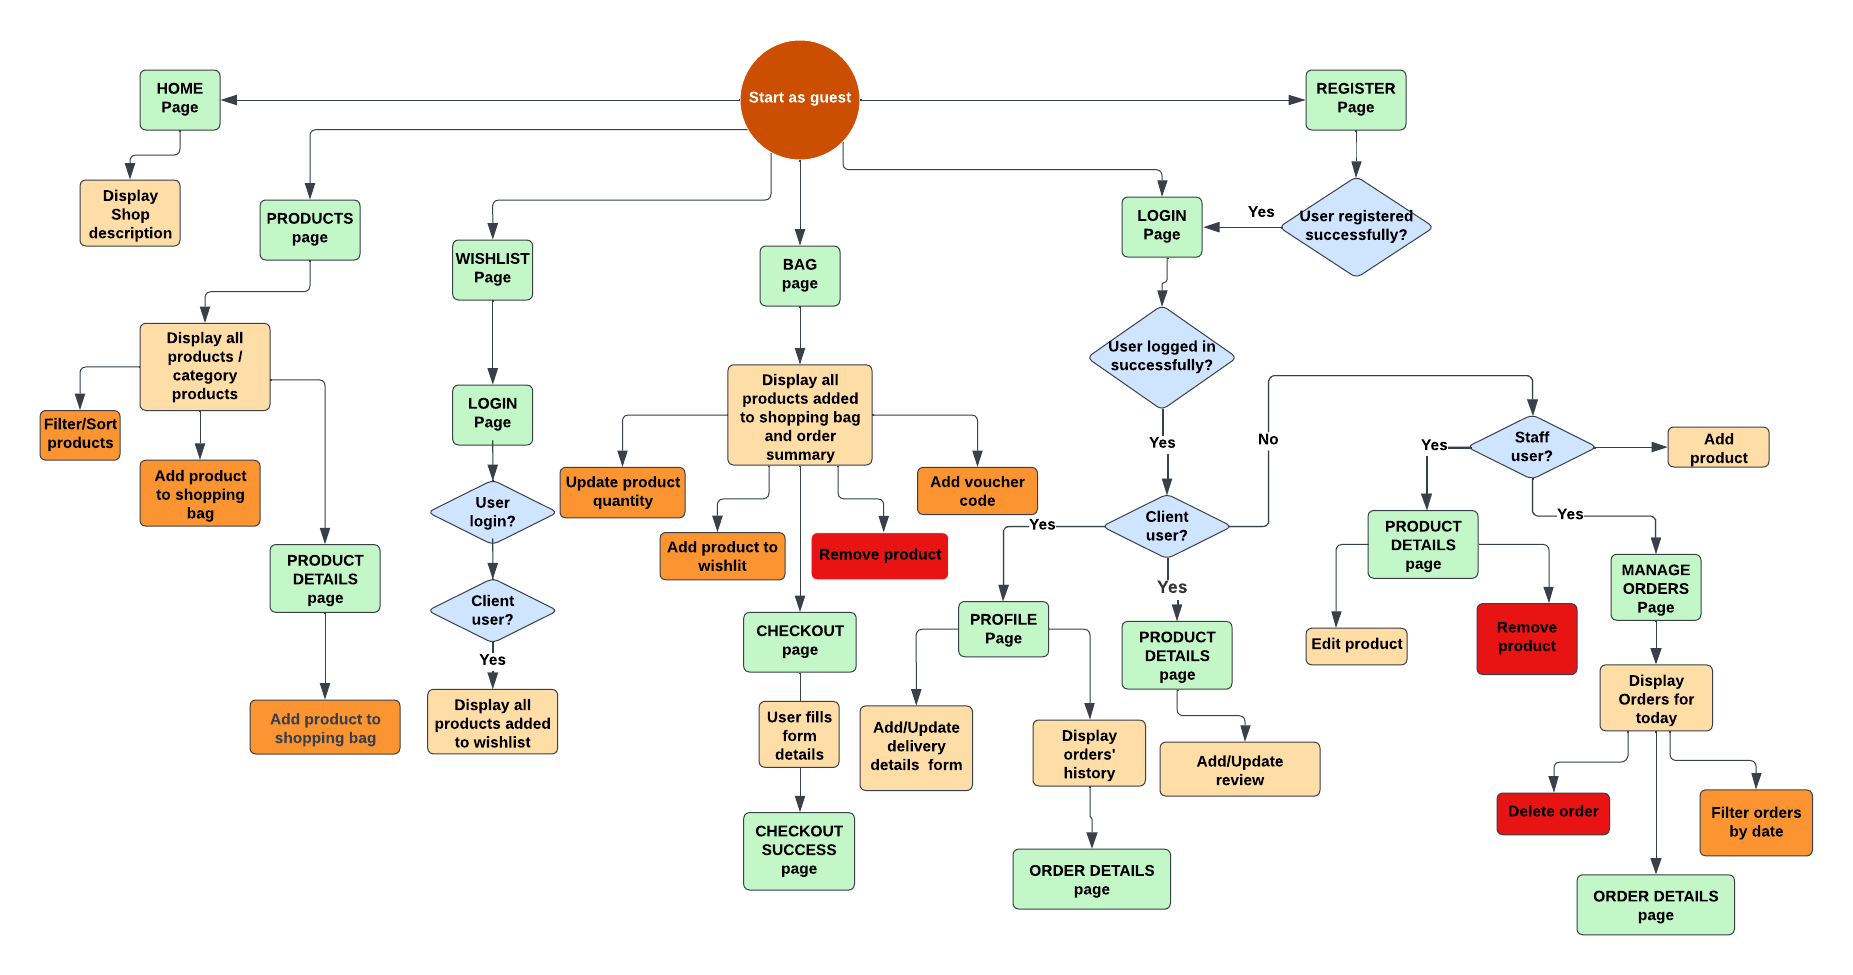 Start as guest
HOME
Page
REGISTER
Page
Display
Shop
description
PRODUCTS
page
WISHLIST
Page
BAG
page
LOGIN
Page
Yes
User registered
successfully?
Display all
products /
category
products
Filter/Sort
products
Add product
to shopping
bag
PRODUCT
DETAILS
page
Add product to
shopping bag
LOGIN
Page
User
login?
Client
user?
Yes
Display all
products added
to wishlist
Display all
products added
to shopping bag
and order
summary
Update product
quantity
Add product to
wishlit
Remove product
Add voucher
code
CHECKOUT
page
User fills
form
details
CHECKOUT
SUCCESS
page
User logged in
successfully?
Yes
Client
user?
Yes
Yes
No
PROFILE
Page
Add/Update
delivery
details  form
Display
orders'
history
ORDER DETAILS
page
PRODUCT
DETAILS
page
Add/Update
review
Staff
user?
Yes
Yes
Add
product
PRODUCT
DETAILS
page
Edit product
Remove
product
MANAGE
ORDERS
Page
Display
Orders for
today
Delete order
Filter orders
by date
ORDER DETAILS
page